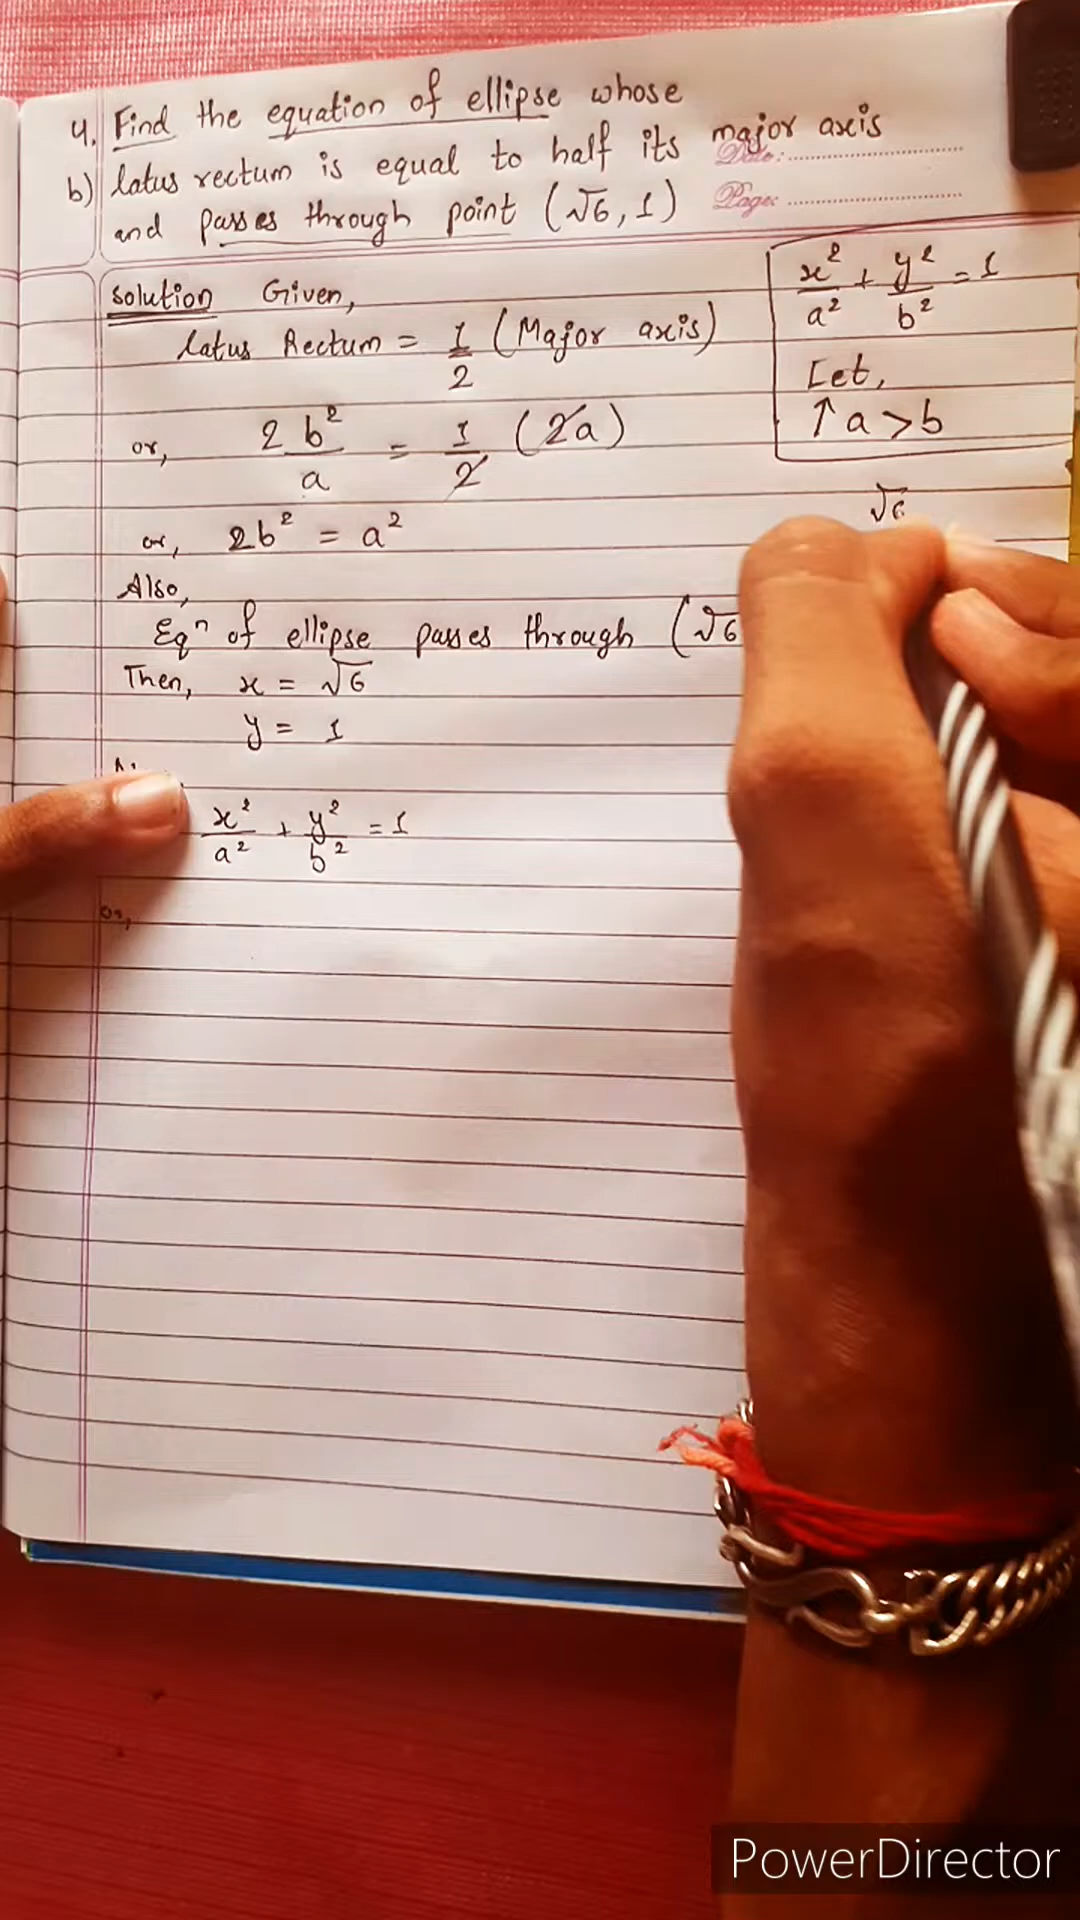 4. Find the equation of ellipse whose
b) latus rectum is equal to half its major axis
and passes through point (√6, 1)
Date:
Page:
Solution Given,
Latus Rectum = 1/2 (Major axis)
x²/a² + y²/b² = 1
Let,
↑ a > b
or, 2b²/a = 1/2 (2a)
√6
or, 2b² = a²
Also,
Eqⁿ of ellipse passes through (√6
Then, x = √6
y = 1
x²/a² + y²/b² = 1
or,
PowerDirector